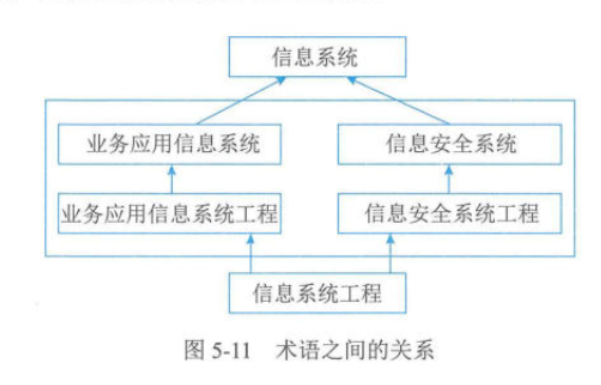 信息系统
业务应用信息系统
信息安全系统
业务应用信息系统工程
信息安全系统工程
信息系统工程
图 5-11 术语之间的关系